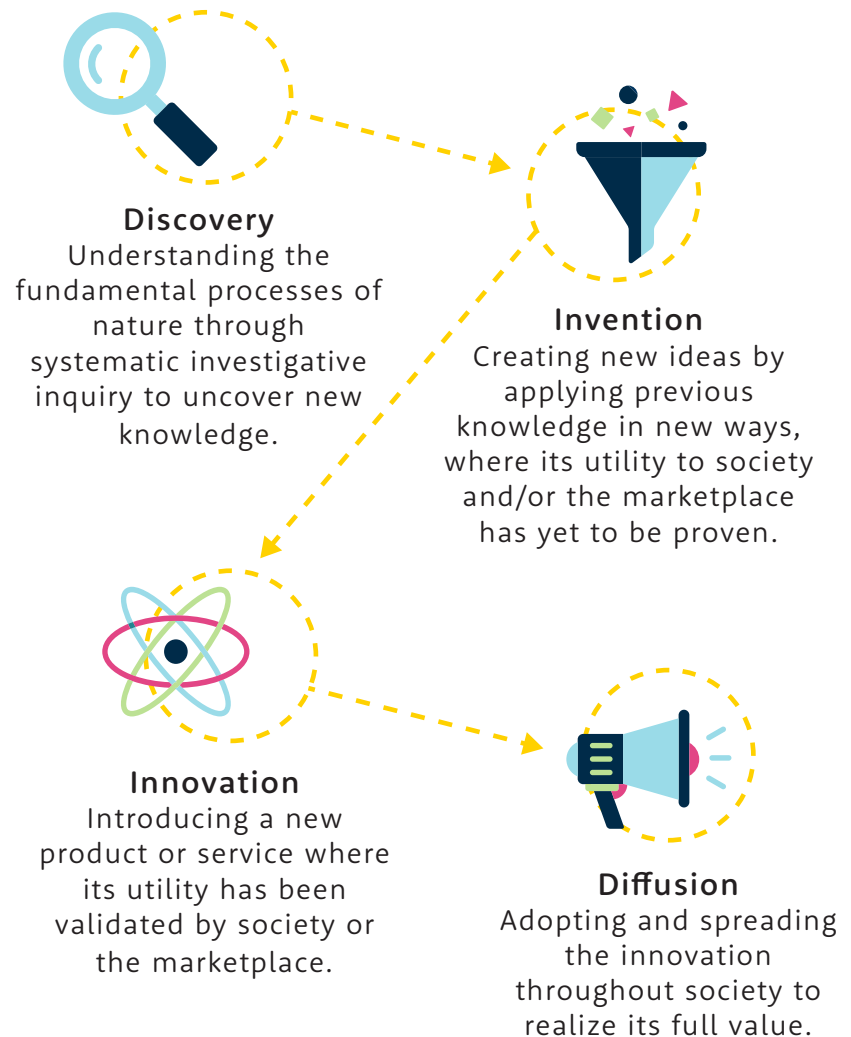 Discovery
Understanding the
fundamental processes of
nature through
systematic investigative
inquiry to uncover new
knowledge.
Invention
Creating new ideas by
applying previous
knowledge in new ways,
where its utility to society
and/or the marketplace
has yet to be proven.
Innovation
Introducing a new
product or service where
its utility has been
validated by society or
the marketplace.
Diffusion
Adopting and spreading
the innovation
throughout society to
realize its full value.